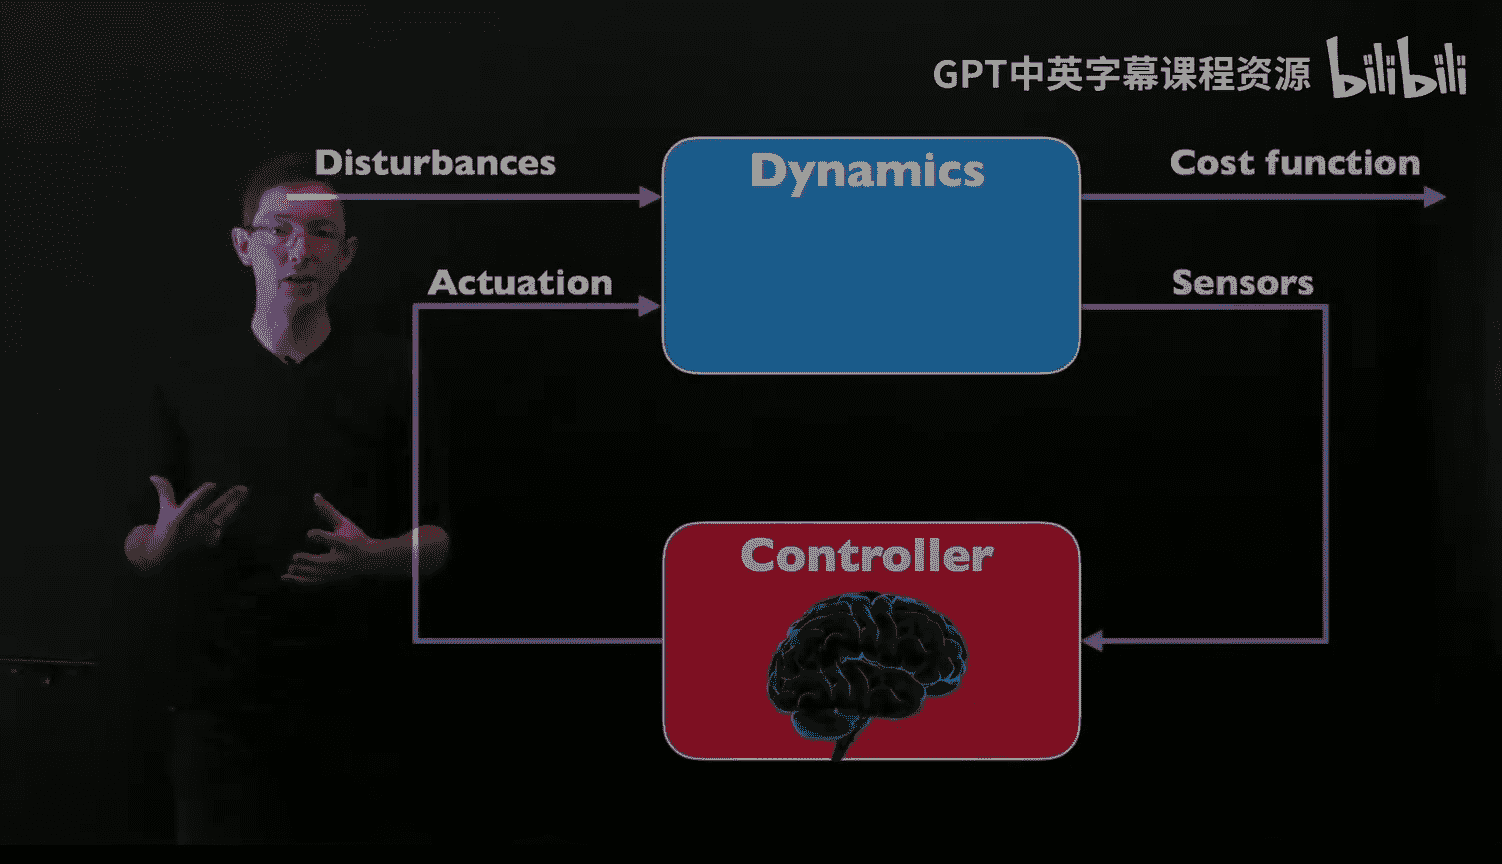 GPT中英字幕课程资源 bilibili
Disturbances
Dynamics
Cost function
Actuation
Sensors
Controller